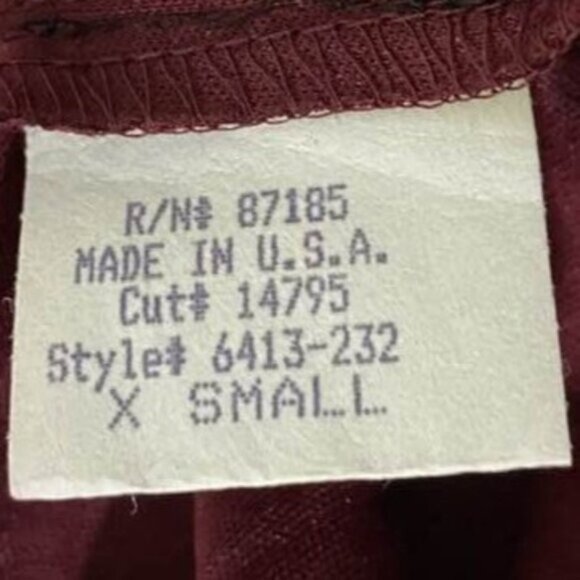 R/N# 87185
MADE IN U.S.A.
Cut# 14795
Style# 6413-232
X SMALL